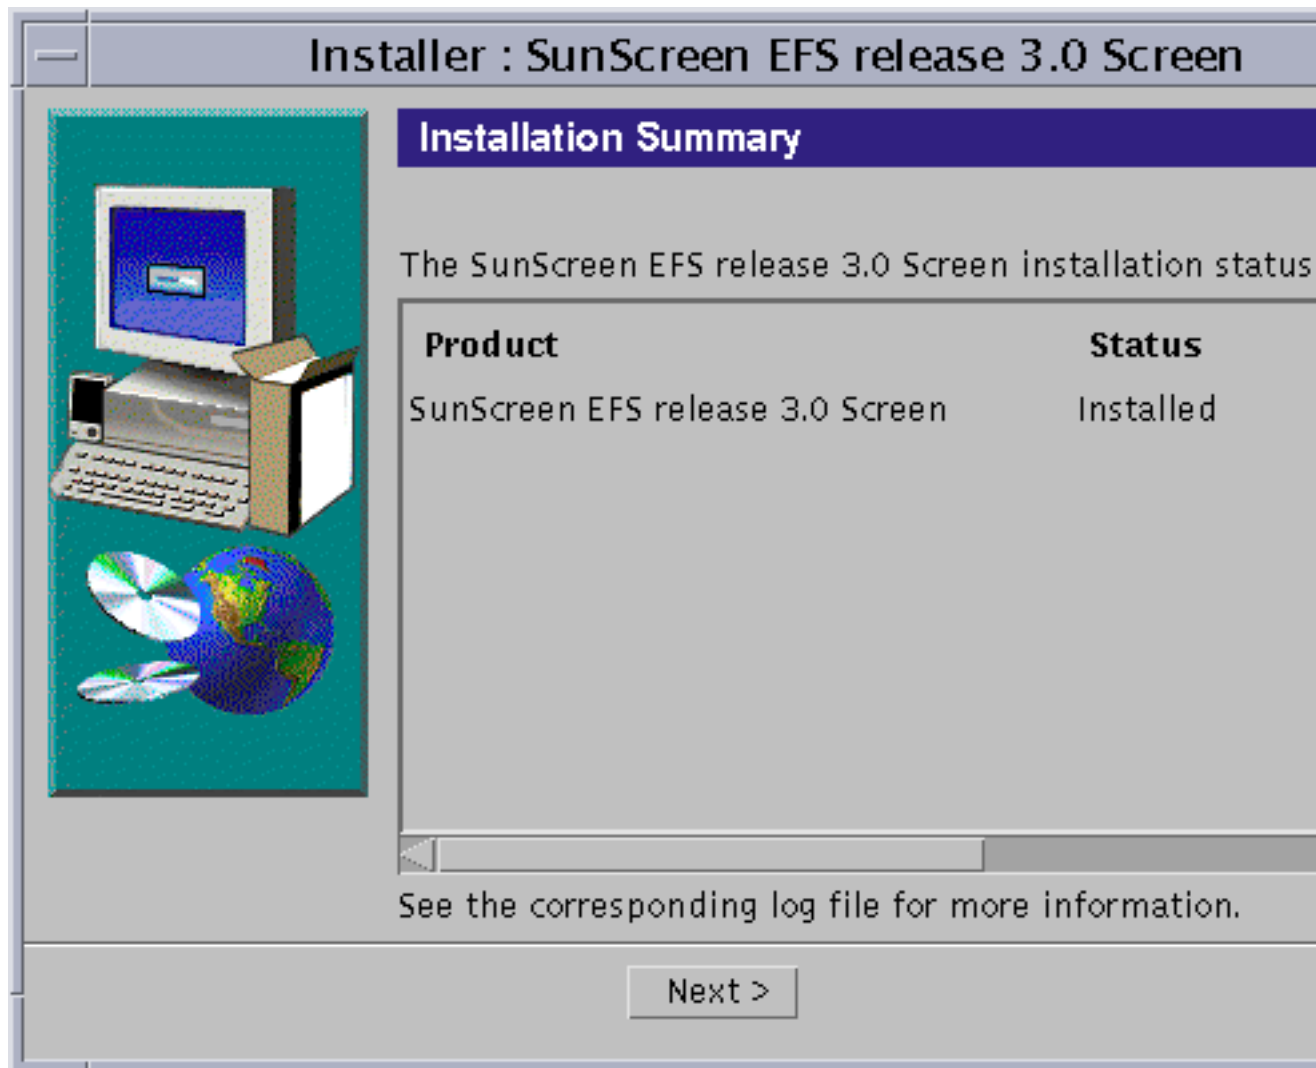 Installer : SunScreen EFS release 3.0 Screen
Installation Summary
The SunScreen EFS release 3.0 Screen installation status
Product Status
SunScreen EFS release 3.0 Screen Installed
See the corresponding log file for more information.
Next >